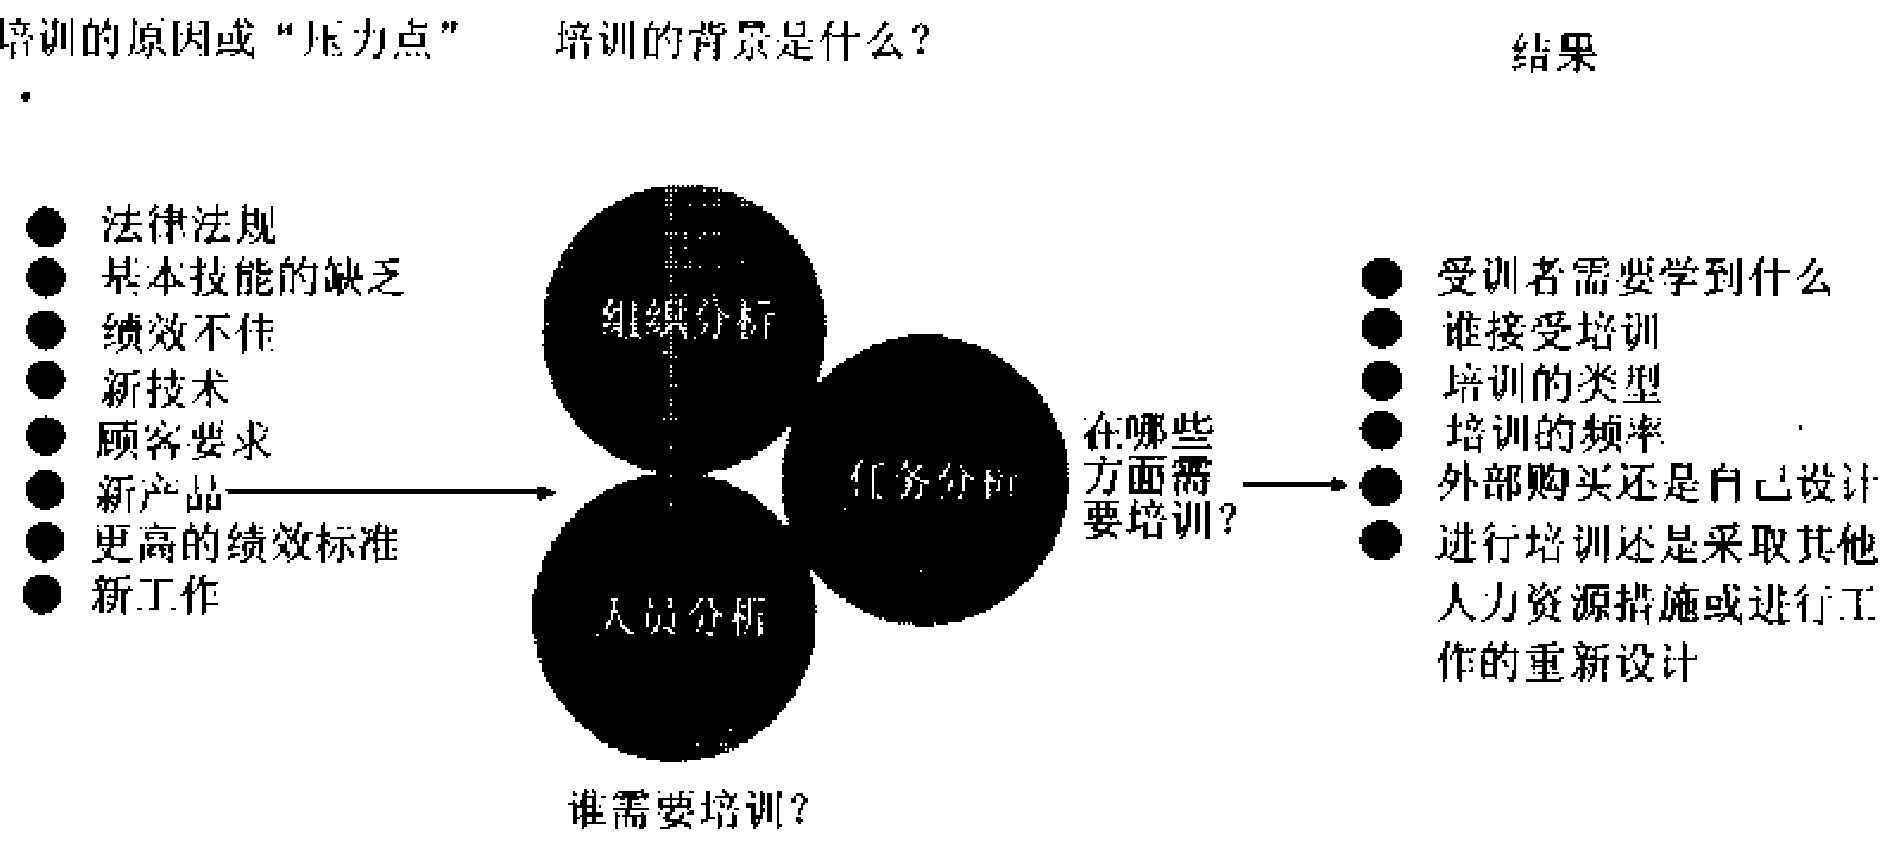 培训的原因或“压力点”
培训的背景是什么？
结果
法律法规
基本技能的缺乏
绩效不佳
新技术
顾客要求
新产品
更高的绩效标准
新工作
组织分析
任务分析
人员分析
在哪些
方面需
要培训？
谁需要培训？
受训者需要学到什么
谁接受培训
培训的类型
培训的频率
外部购买还是自己设计
进行培训还是采取其他
人力资源措施或进行工
作的重新设计